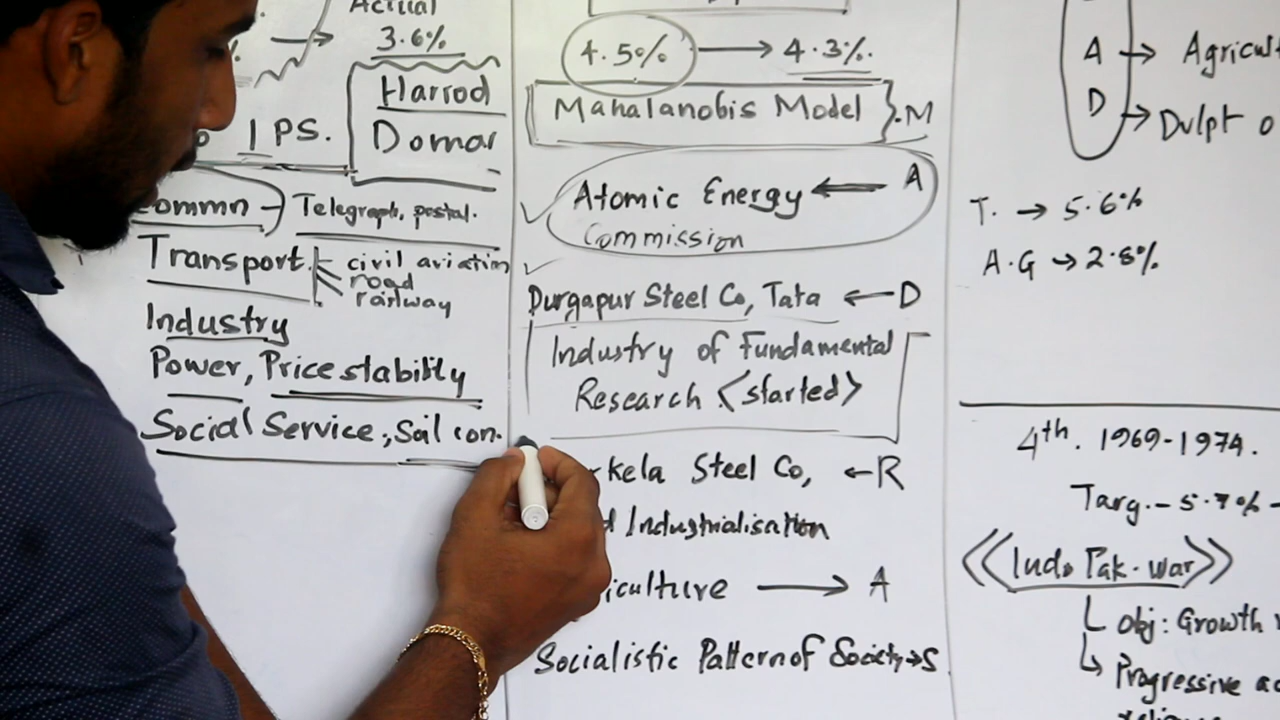 Actual
% → 3.6%
Harrod
Domar
1 PS.
Commn Telegraph, postal.
Transport civil aviation
road
railway
Industry
Power, Price stability
Social Service, Soil con.
4.5% → 4.3%.
Mahalanobis Model }.M
Atomic Energy ← A
Commission
Durgapur Steel Co, Tata ← D
Industry of Fundamental
Research <started>
rkela Steel Co, ← R
d Industrialisation
iculture → A
Socialistic Pattern of Society → S
A → Agricult
D → Dvlpt o
T. → 5.6%
A.G → 2.8%
4th. 1969-1974.
Targ. - 5.7% -
<<Indo Pak. war>>
obj: Growth
Progressive